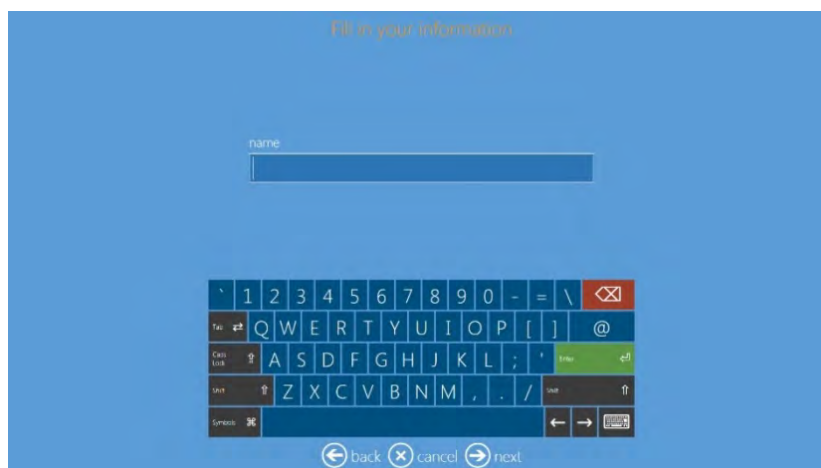 Fill in your information
name
` 1 2 3 4 5 6 7 8 9 0 - = \
Tab Q W E R T Y U I O P [ ] @
Caps Lock A S D F G H J K L ; ' Enter
Shift Z X C V B N M , . / Shift
Symbols
back cancel next